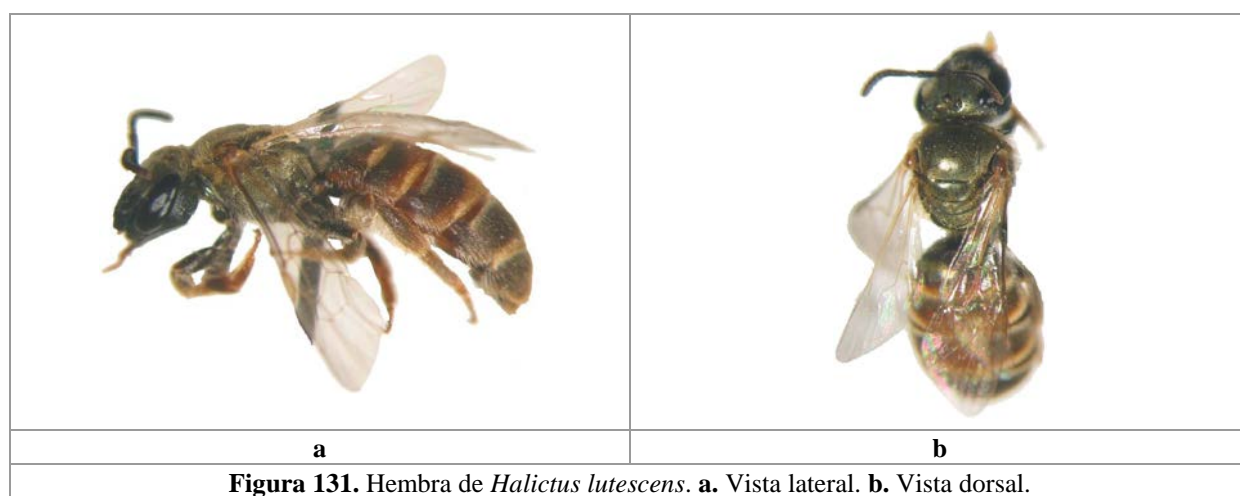 a
b
Figura 131. Hembra de Halictus lutescens. a. Vista lateral. b. Vista dorsal.